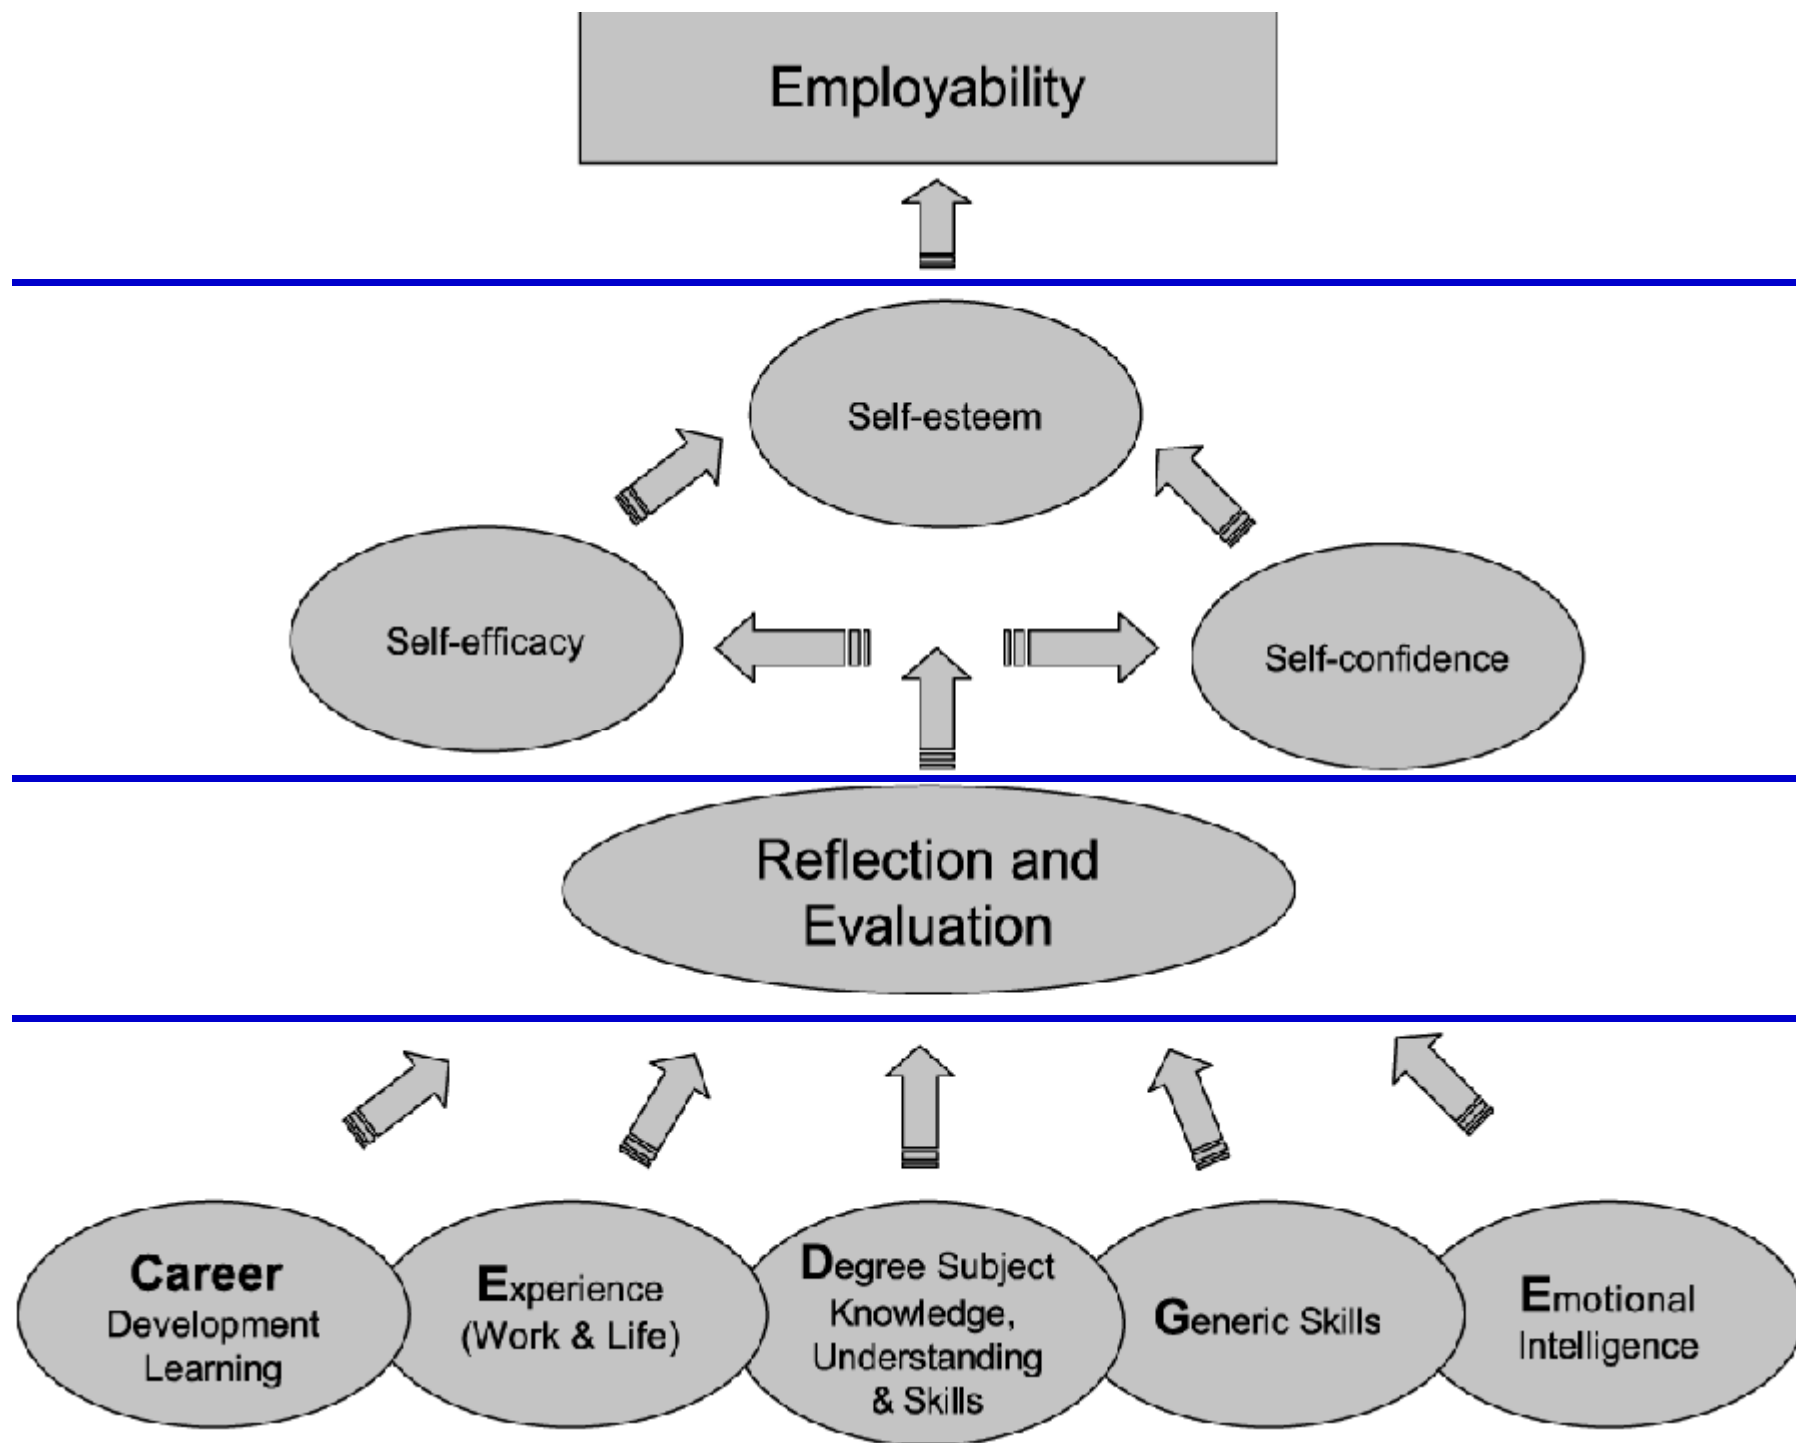 Employability
Self-esteem
Self-efficacy
Self-confidence
Reflection and
Evaluation
Career
Development
Learning
Experience
(Work & Life)
Degree Subject
Knowledge,
Understanding
& Skills
Generic Skills
Emotional
Intelligence